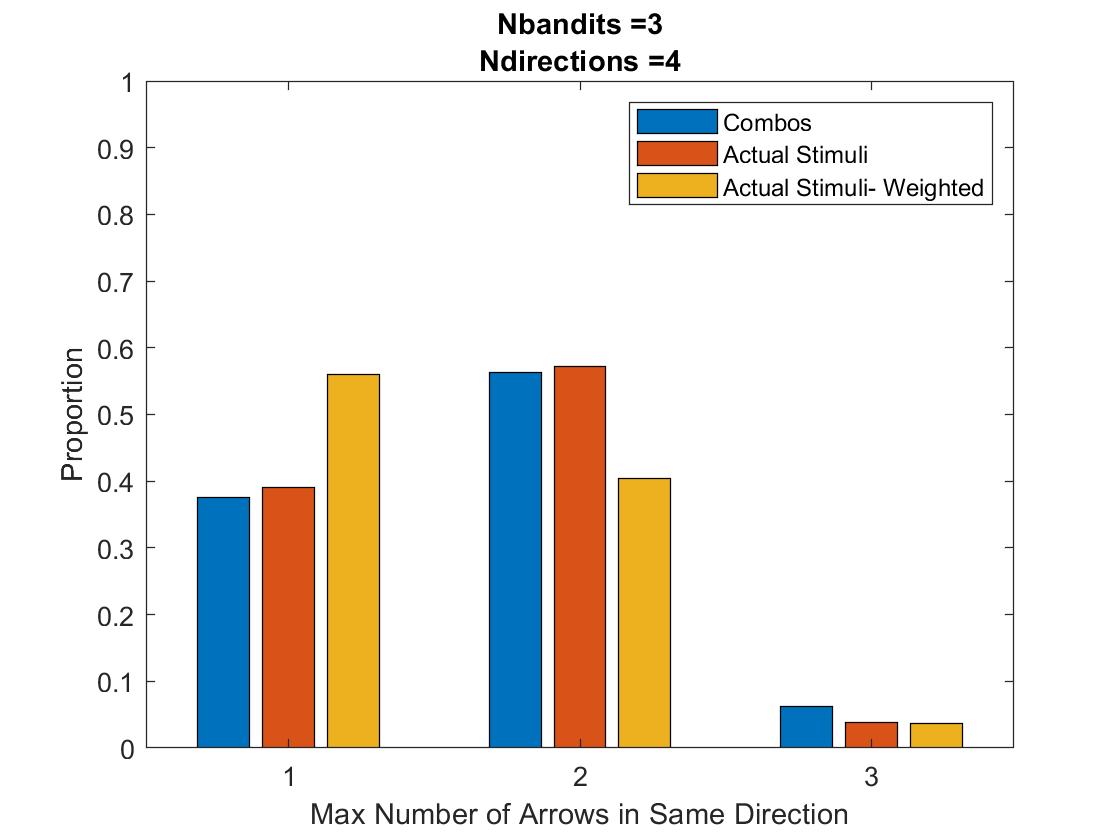 Nbandits =3
Ndirections =4
Combos
Actual Stimuli
Actual Stimuli- Weighted
Proportion
1
0.9
0.8
0.7
0.6
0.5
0.4
0.3
0.2
0.1
0
1 2 3
Max Number of Arrows in Same Direction